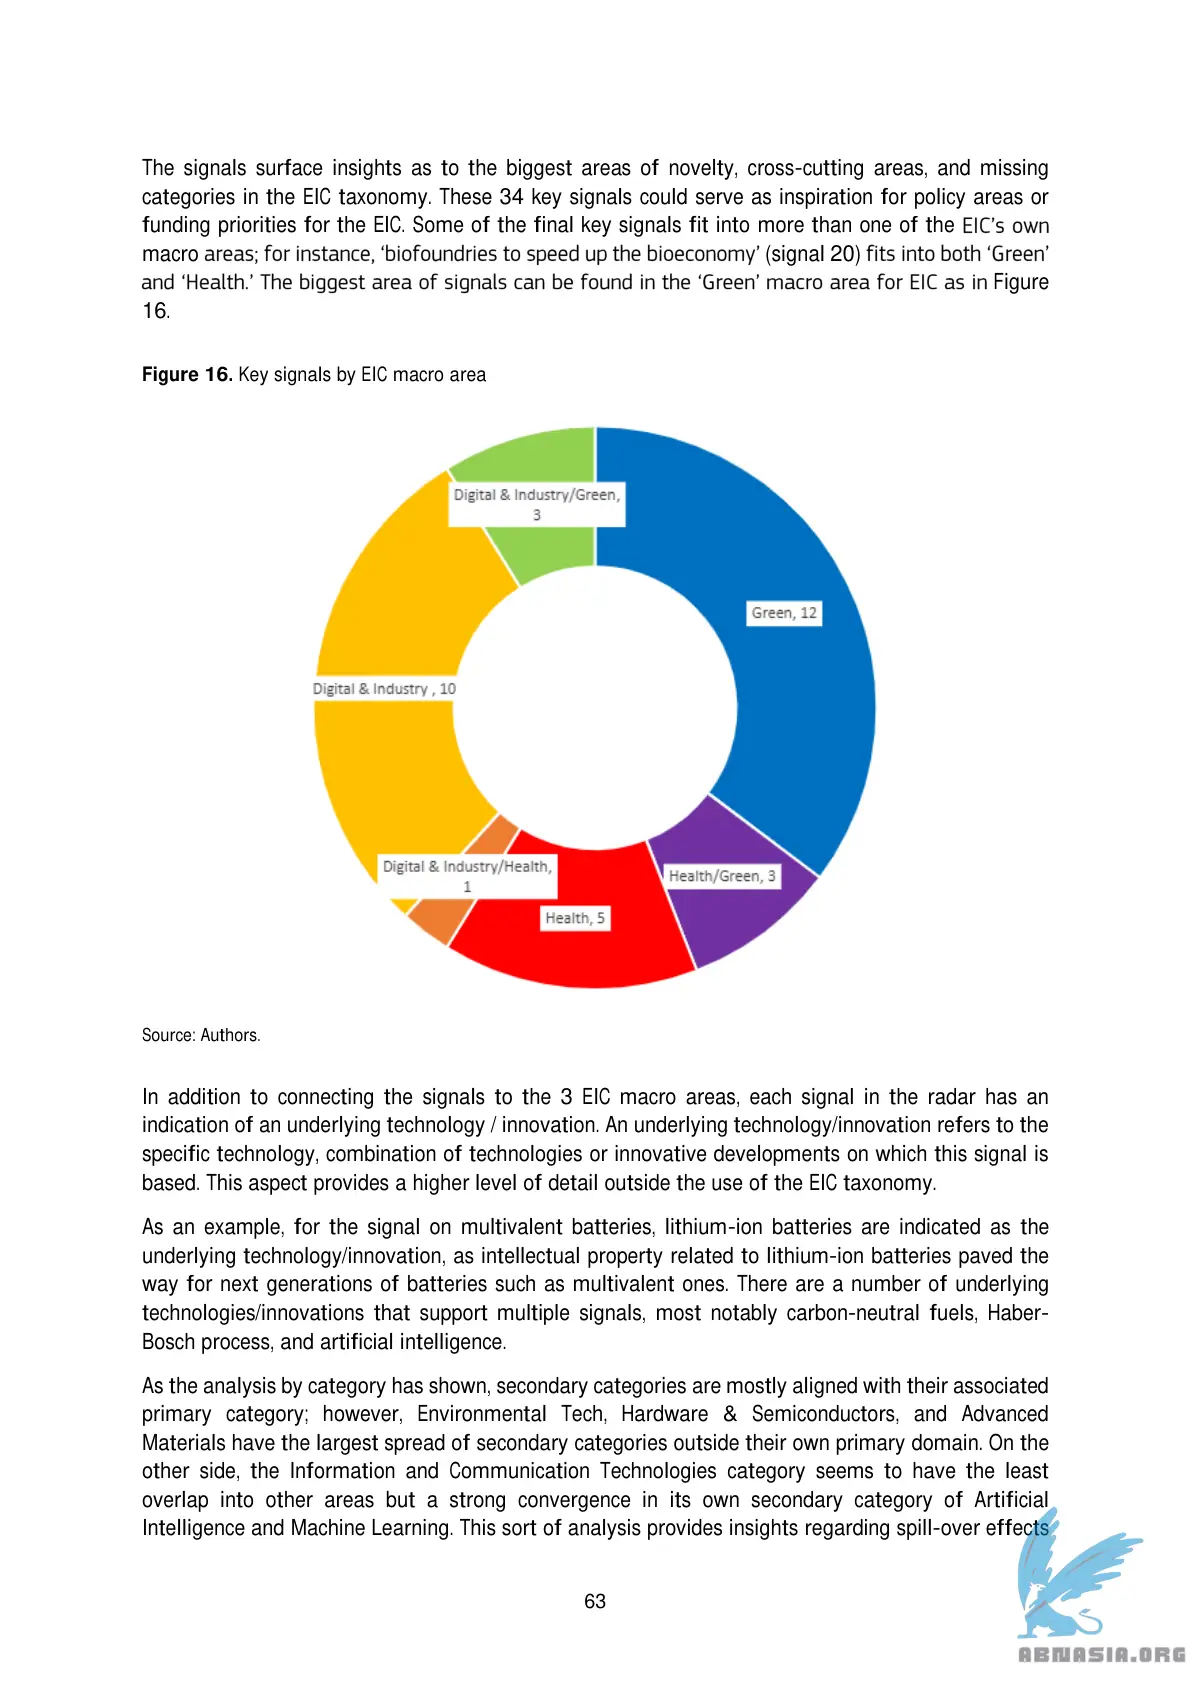 The signals surface insights as to the biggest areas of novelty, cross-cutting areas, and missing
categories in the EIC taxonomy. These 34 key signals could serve as inspiration for policy areas or
funding priorities for the EIC. Some of the final key signals fit into more than one of the EIC’s own
macro areas; for instance, ‘biofoundries to speed up the bioeconomy’ (signal 20) fits into both ‘Green’
and ‘Health.’ The biggest area of signals can be found in the ‘Green’ macro area for EIC as in Figure
16.
Figure 16. Key signals by EIC macro area
Digital & Industry/Green,
3
Green, 12
Digital & Industry , 10
Digital & Industry/Health,
1
Health/Green, 3
Health, 5
Source: Authors.
In addition to connecting the signals to the 3 EIC macro areas, each signal in the radar has an
indication of an underlying technology / innovation. An underlying technology/innovation refers to the
specific technology, combination of technologies or innovative developments on which this signal is
based. This aspect provides a higher level of detail outside the use of the EIC taxonomy.
As an example, for the signal on multivalent batteries, lithium-ion batteries are indicated as the
underlying technology/innovation, as intellectual property related to lithium-ion batteries paved the
way for next generations of batteries such as multivalent ones. There are a number of underlying
technologies/innovations that support multiple signals, most notably carbon-neutral fuels, Haber-
Bosch process, and artificial intelligence.
As the analysis by category has shown, secondary categories are mostly aligned with their associated
primary category; however, Environmental Tech, Hardware & Semiconductors, and Advanced
Materials have the largest spread of secondary categories outside their own primary domain. On the
other side, the Information and Communication Technologies category seems to have the least
overlap into other areas but a strong convergence in its own secondary category of Artificial
Intelligence and Machine Learning. This sort of analysis provides insights regarding spill-over effects
63
ABNASIA.ORG